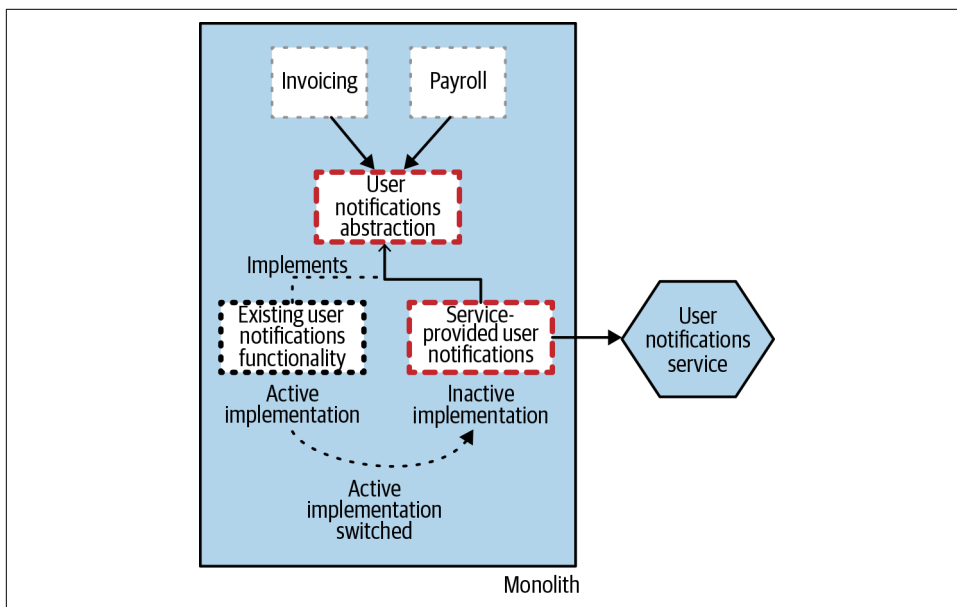 Invoicing
Payroll
User
notifications
abstraction
Implements
Existing user
notifications
functionality
Service-
provided user
notifications
User
notifications
service
Active
implementation
Inactive
implementation
Active
implementation
switched
Monolith